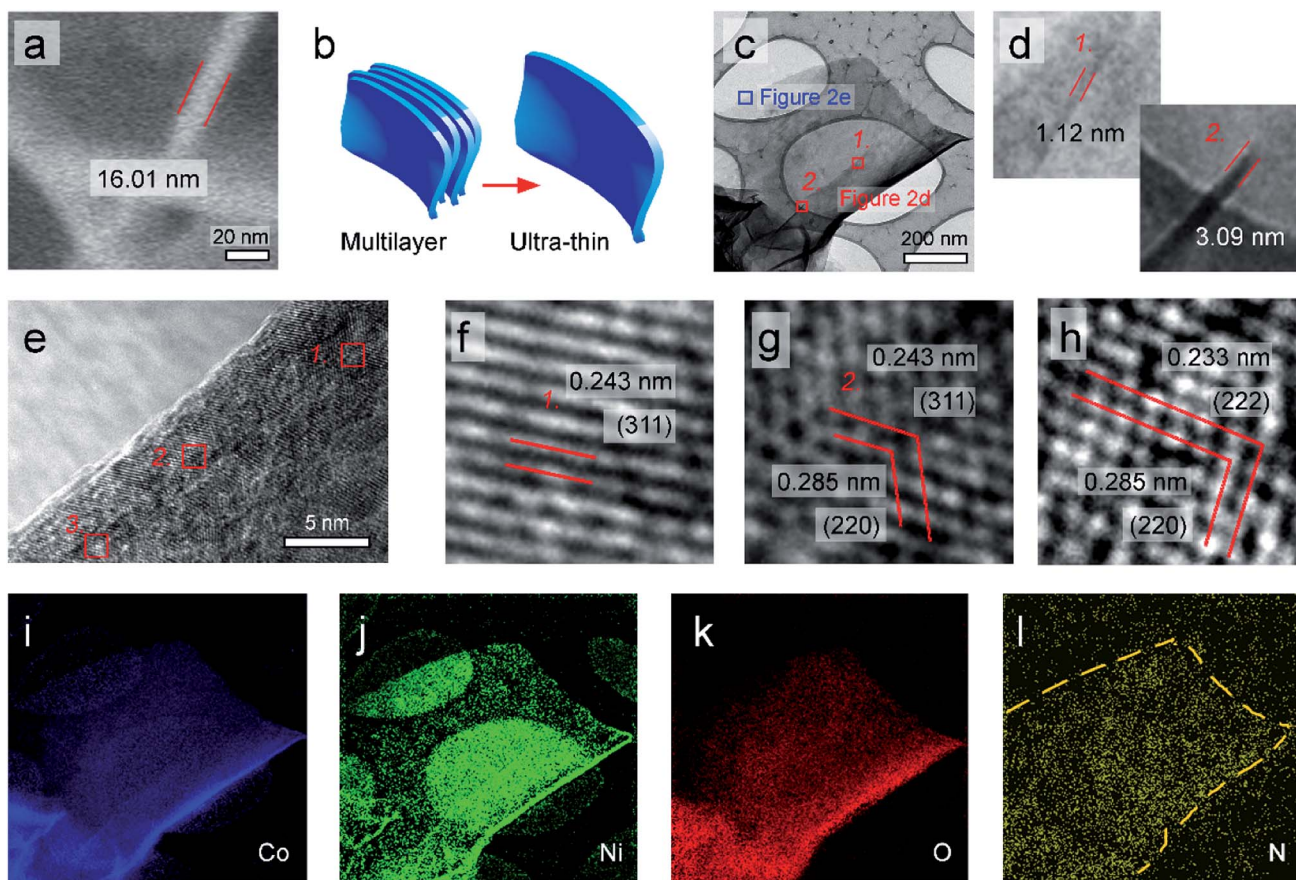 a
16.01 nm
20 nm
b
Multilayer
Ultra-thin
c
Figure 2e
1.
2.
Figure 2d
200 nm
d
1.
1.12 nm
2.
3.09 nm
e
1.
2.
3.
5 nm
f
0.243 nm
1.
(311)
g
0.243 nm
2
(311)
0.285 nm
(220)
h
0.233 nm
(222)
0.285 nm
(220)
i
Co
j
Ni
k
O
l
N